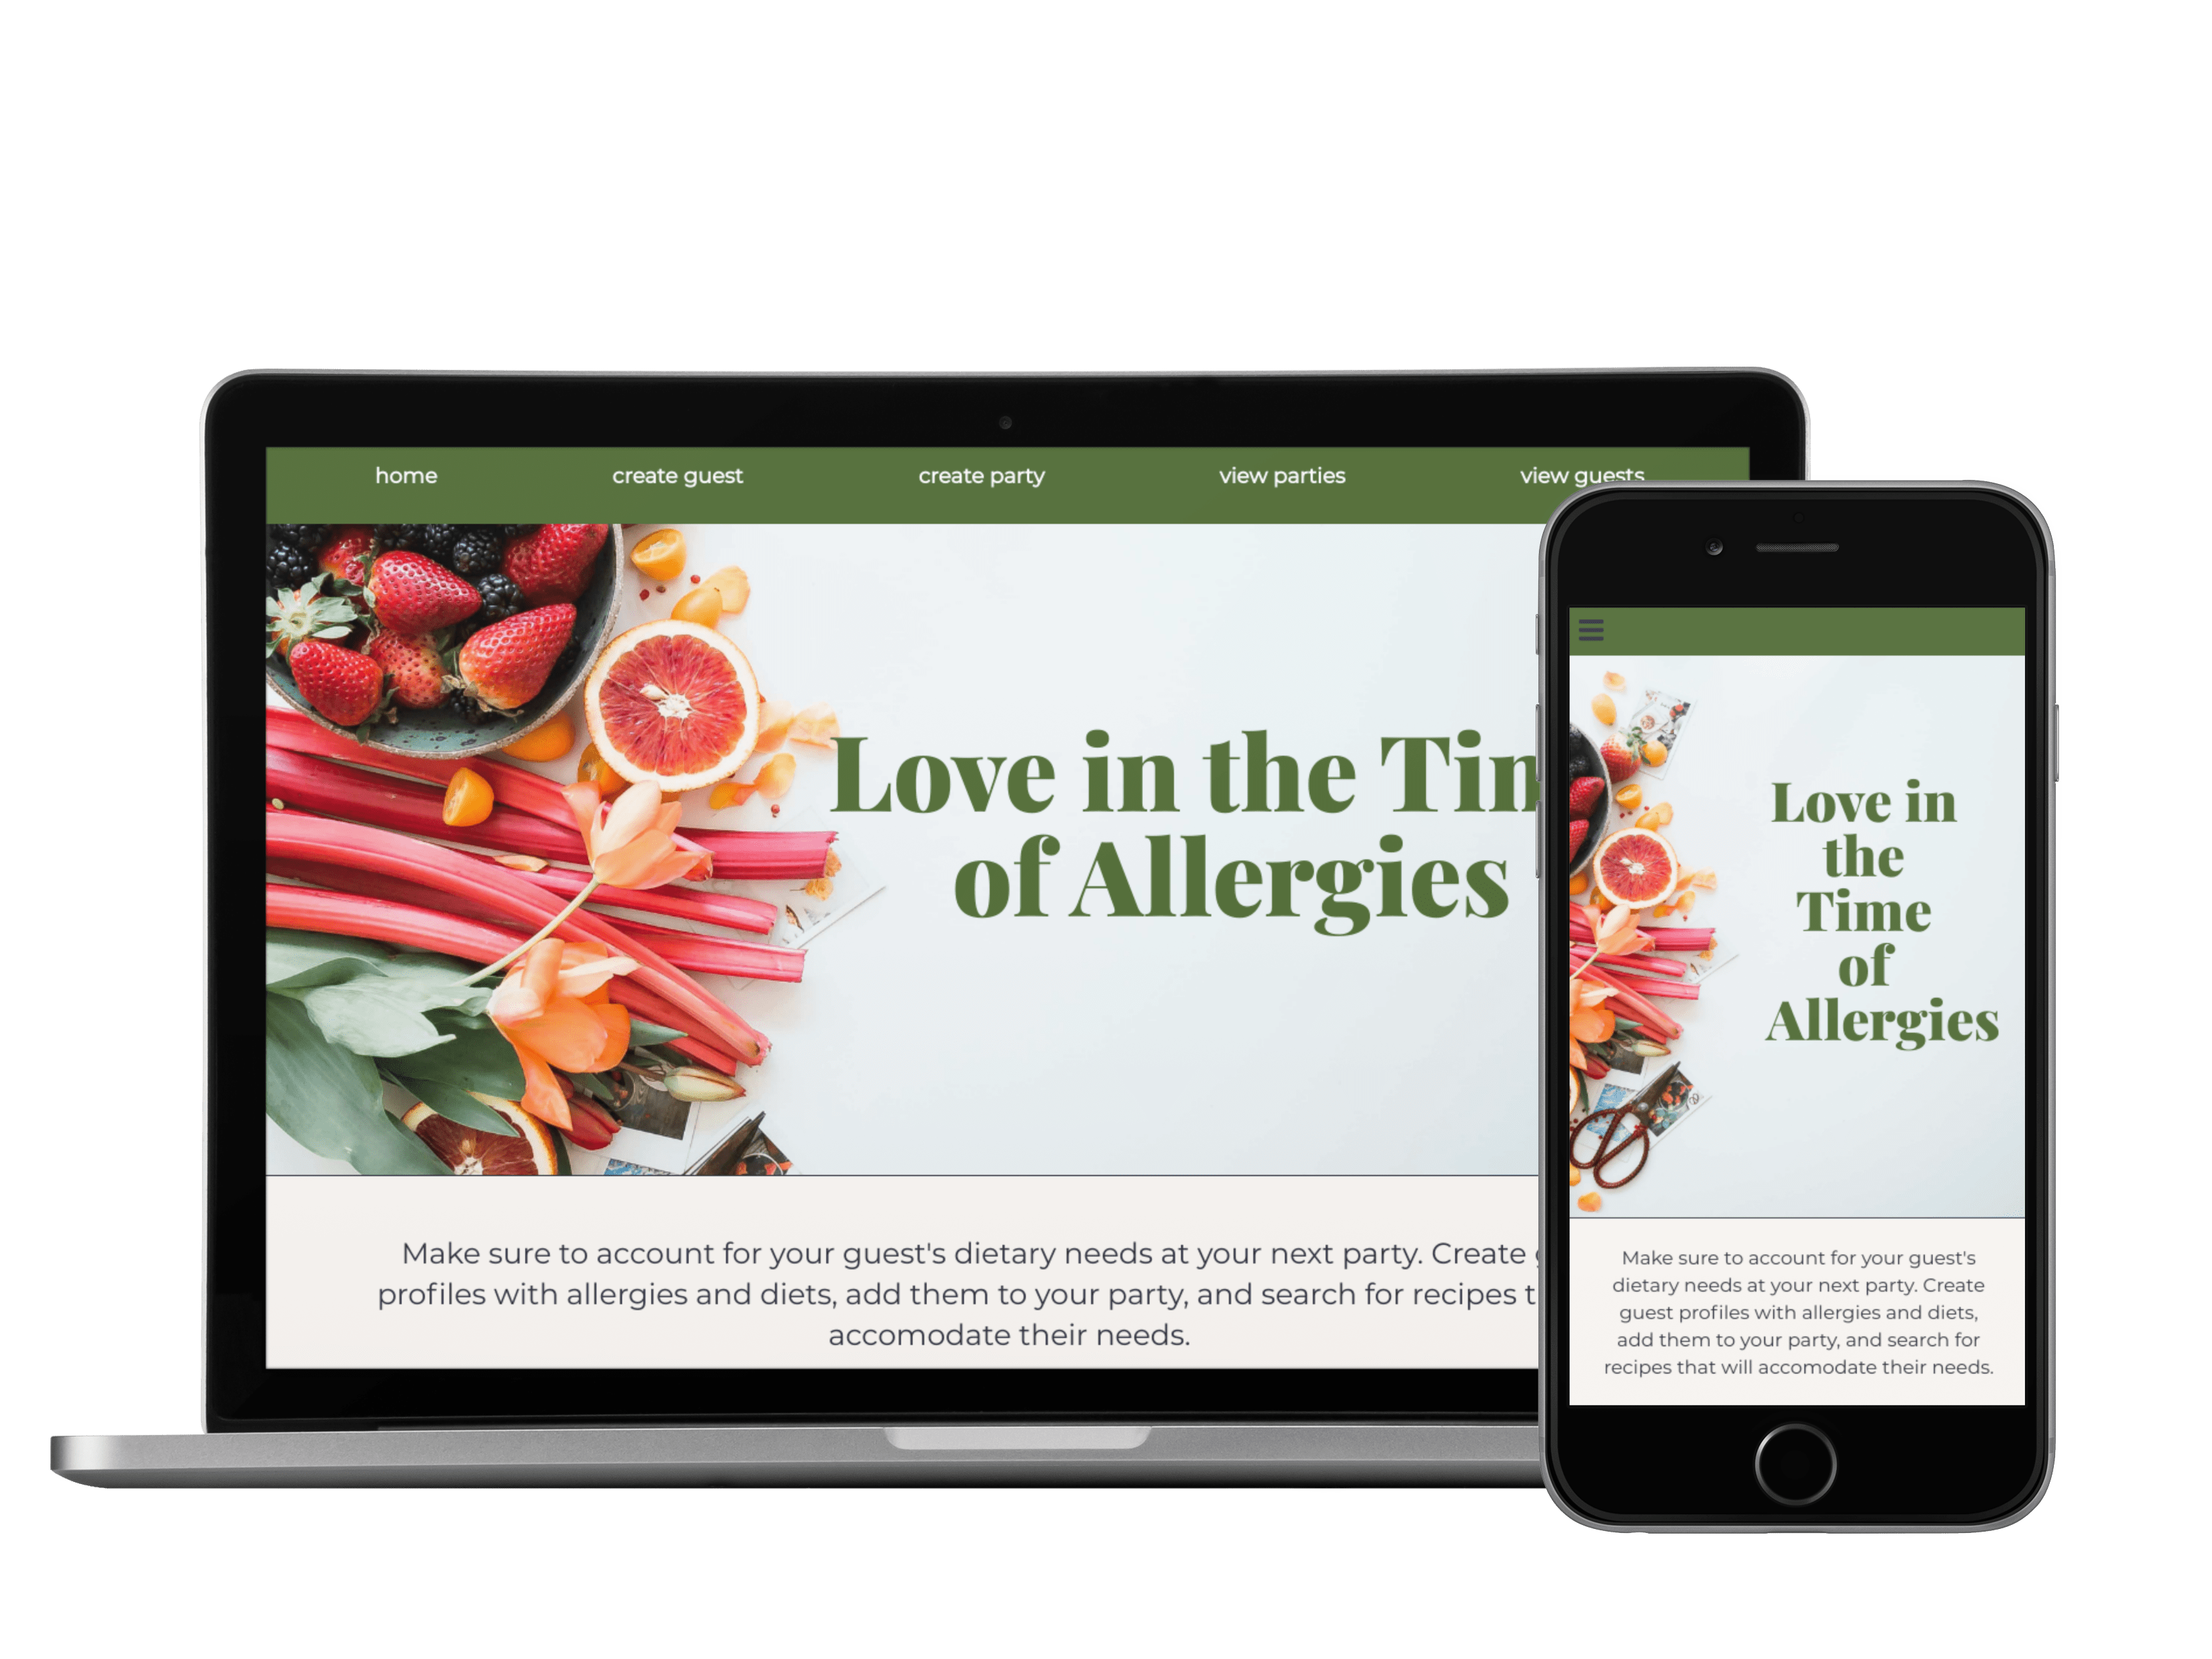 home create guest create party view parties view guests
Love in the
of Allergies
Make sure to account for your guest's dietary needs at your next party. Create
profiles with allergies and diets, add them to your party, and search for recipes
accomodate their needs.
Love in
the
Time
of
Allergies
Make sure to account for your guest's
dietary needs at your next party. Create
guest profiles with allergies and diets,
add them to your party, and search for
recipes that will accomodate their needs.